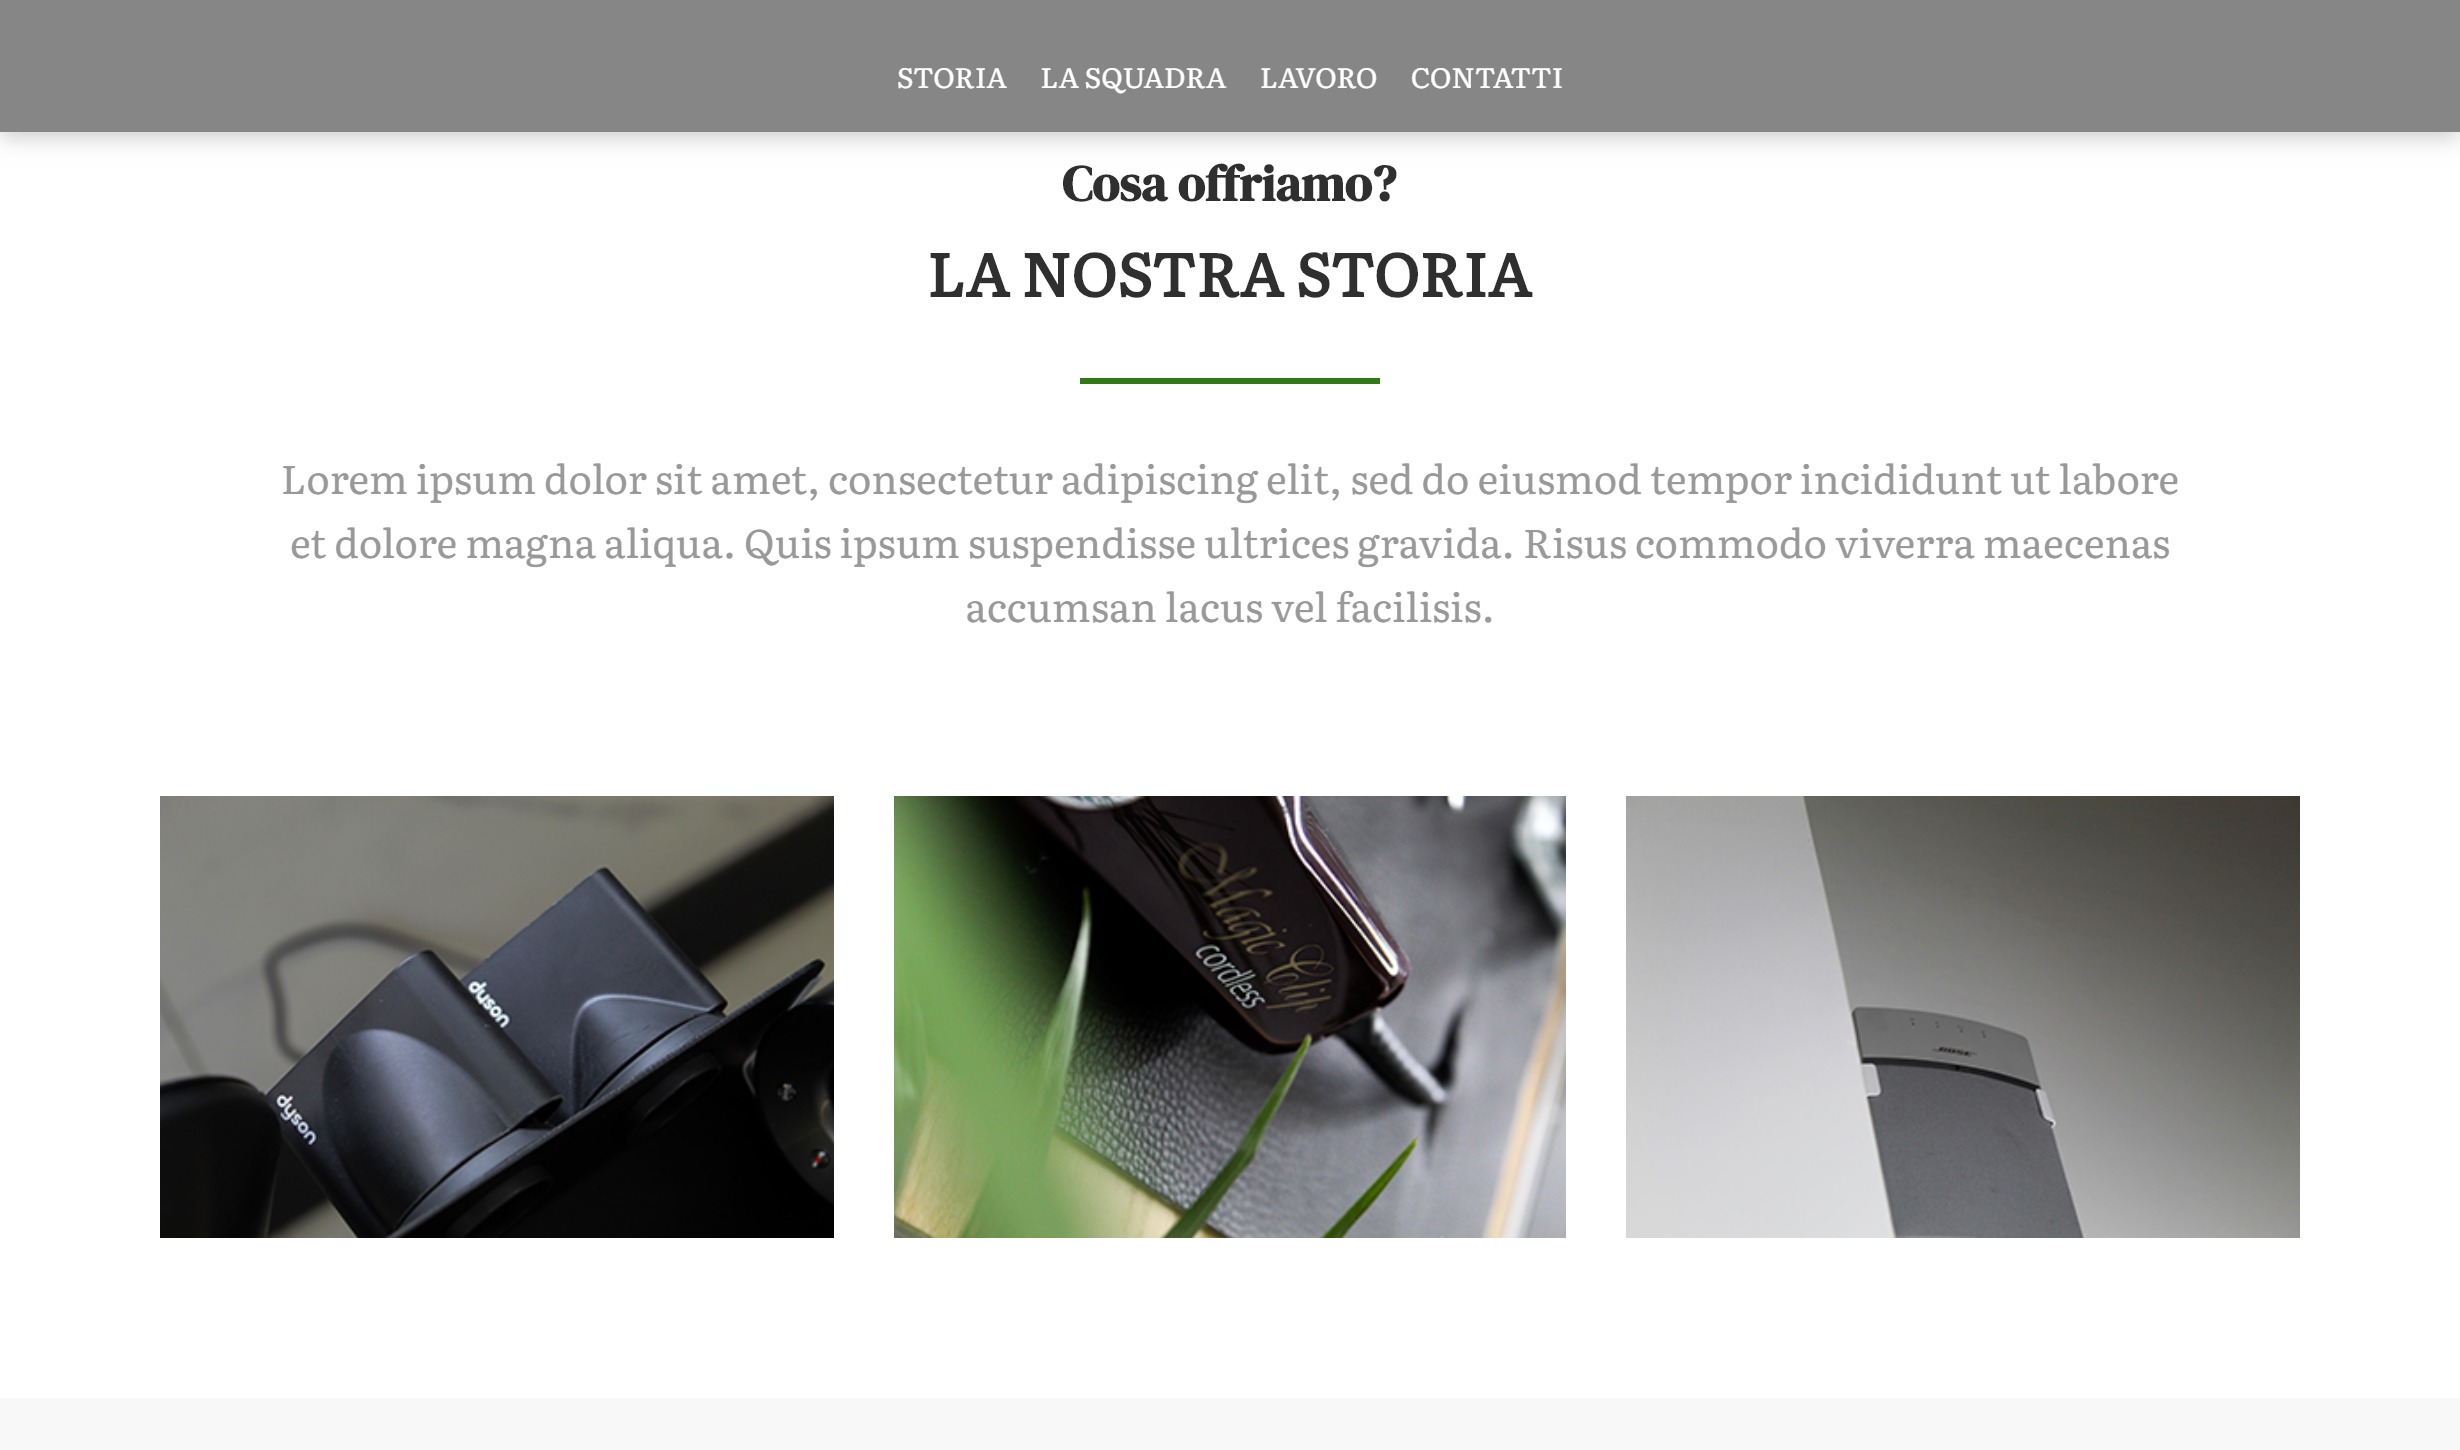 STORIA LA SQUADRA LAVORO CONTATTI
Cosa offriamo?
LA NOSTRA STORIA
Lorem ipsum dolor sit amet, consectetur adipiscing elit, sed do eiusmod tempor incididunt ut labore
et dolore magna aliqua. Quis ipsum suspendisse ultrices gravida. Risus commodo viverra maecenas
accumsan lacus vel facilisis.
dyson
dyson
Magic Clip
cordless
BOSE